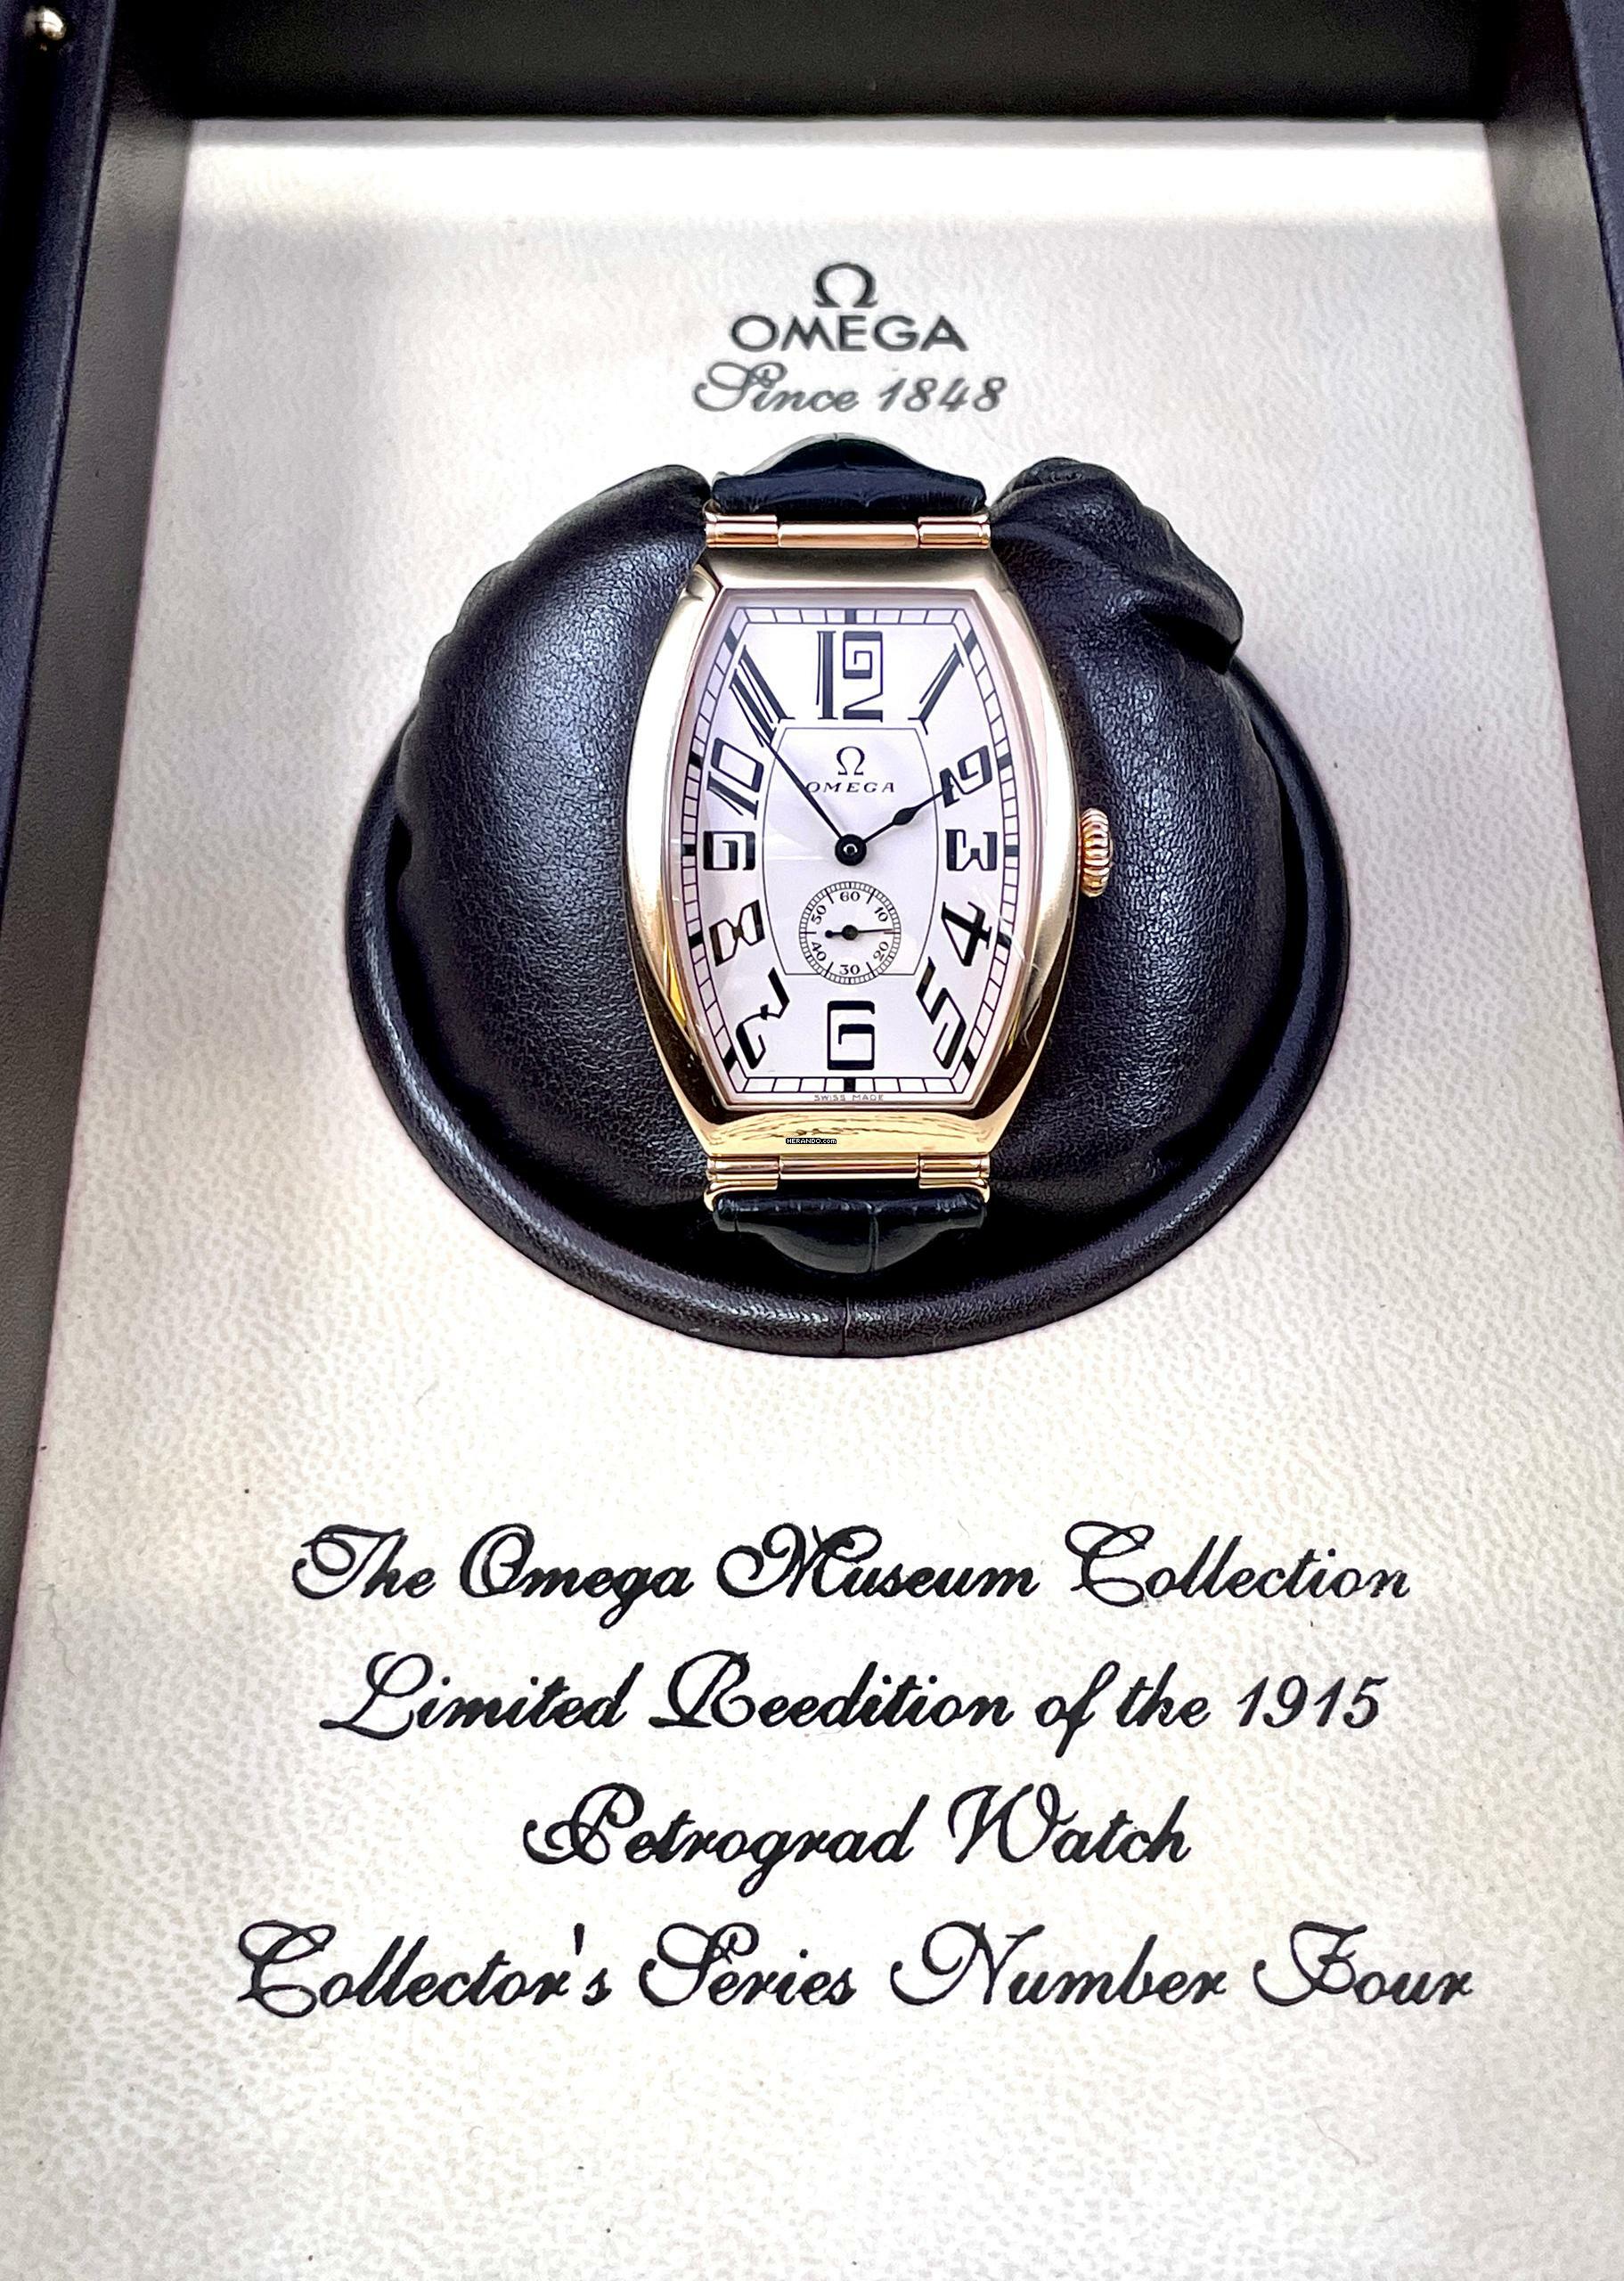 Ω
OMEGA
Since 1848
12
11 1
Ω
OMEGA
10 2
9 3
60
50 10
8 4
40 20
30
7 5
6
SWISS MADE
HERANDO.com
The Omega Museum Collection
Limited Reedition of the 1915
Petrograd Watch
Collector's Series Number Four